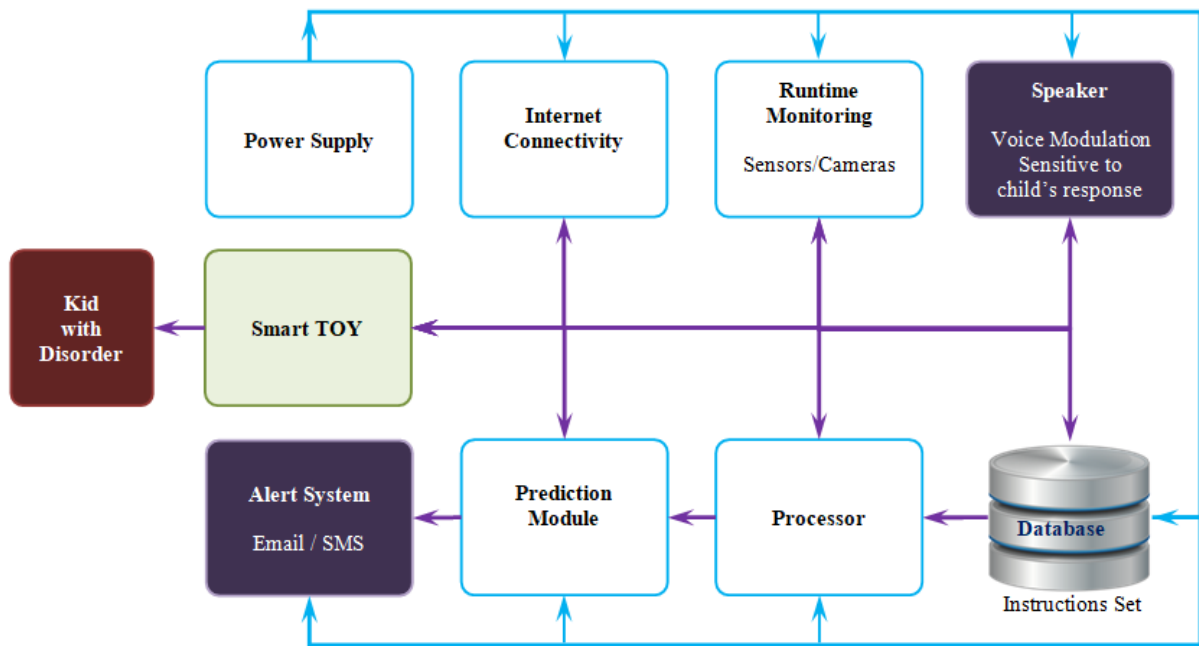 Power Supply
Internet
Connectivity
Runtime
Monitoring
Sensors/Cameras
Speaker
Voice Modulation
Sensitive to
child’s response
Kid
with
Disorder
Smart TOY
Alert System
Email / SMS
Prediction
Module
Processor
Database
Instructions Set